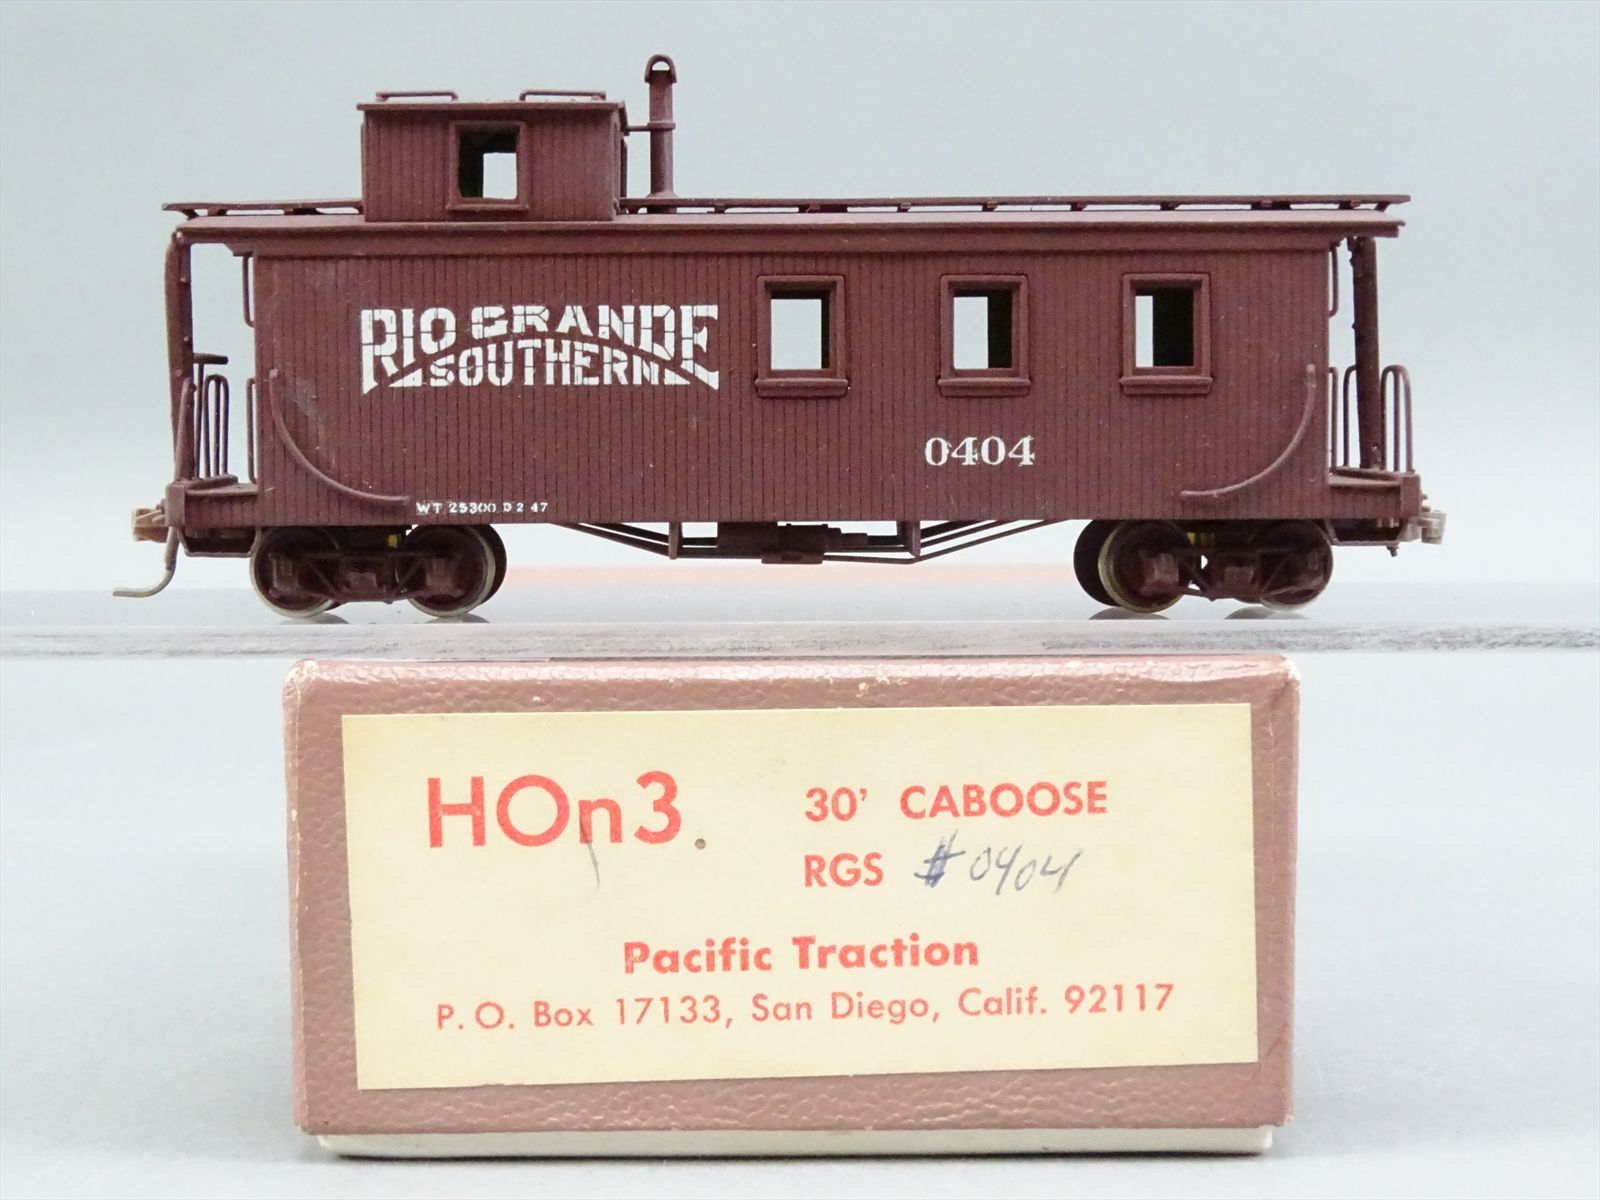 RIO GRANDE
SOUTHERN
0404
WT 25300 D 2 47
HOn3
30' CABOOSE
RGS #0404
Pacific Traction
P.O. Box 17133, San Diego, Calif. 92117